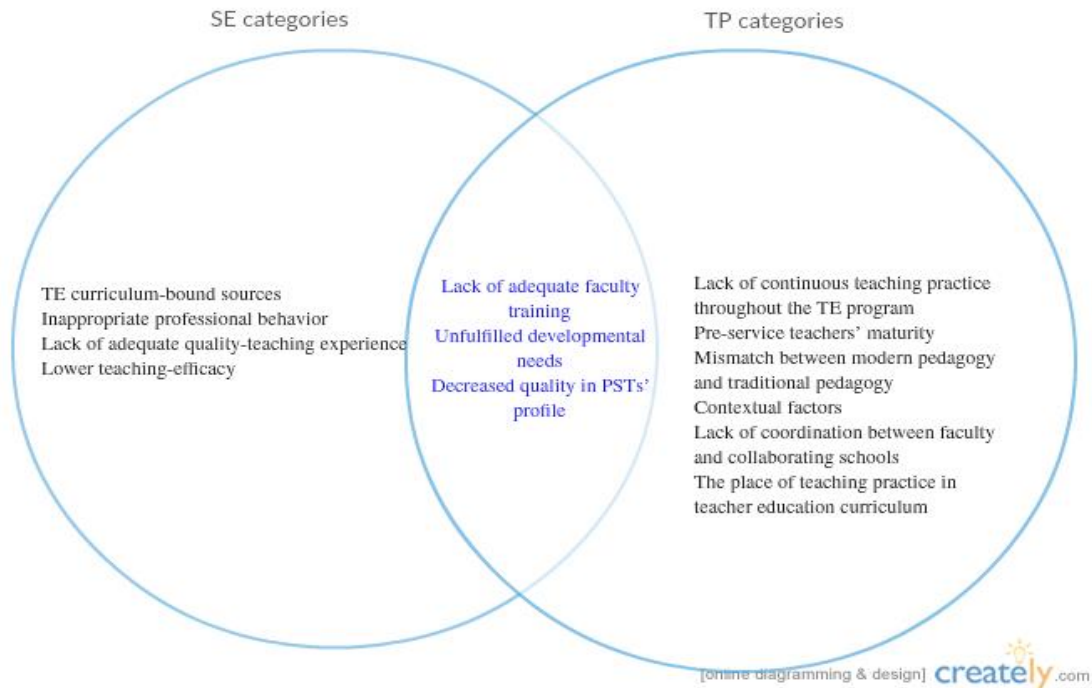 SE categories
TP categories
TE curriculum-bound sources
Inappropriate professional behavior
Lack of adequate quality-teaching experience
Lower teaching-efficacy
Lack of adequate faculty
training
Unfulfilled developmental
needs
Decreased quality in PSTs’
profile
Lack of continuous teaching practice
throughout the TE program
Pre-service teachers’ maturity
Mismatch between modern pedagogy
and traditional pedagogy
Contextual factors
Lack of coordination between faculty
and collaborating schools
The place of teaching practice in
teacher education curriculum
[online diagramming & design] creately.com